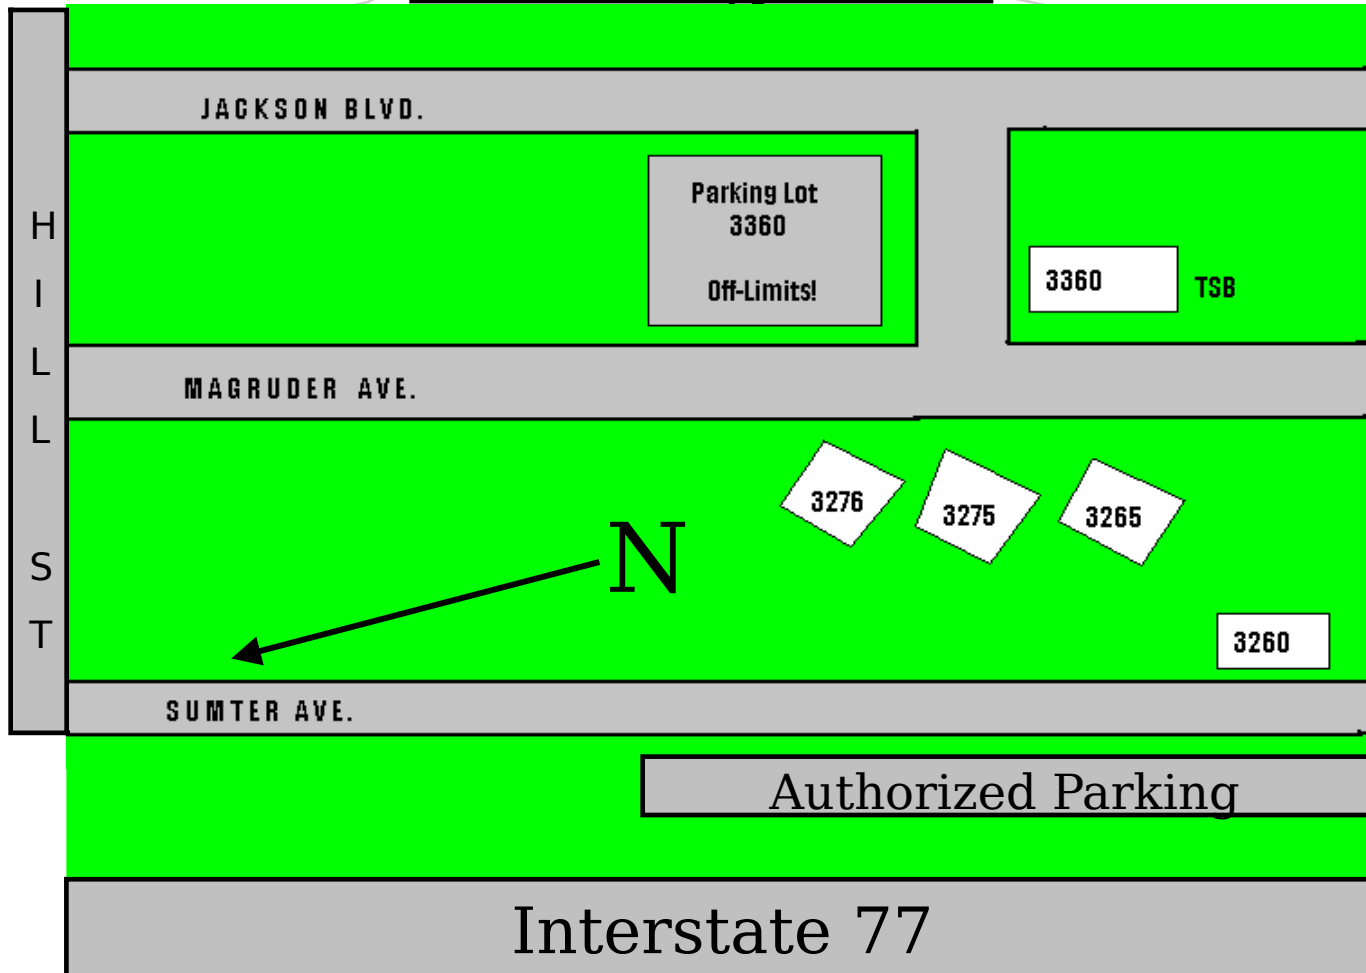 JACKSON BLVD.
Parking Lot
3360
Off-Limits!
3360
TSB
H
I
L
L
S
T
MAGRUDER AVE.
3276
3275
3265
N
3260
SUMTER AVE.
Authorized Parking
Interstate 77